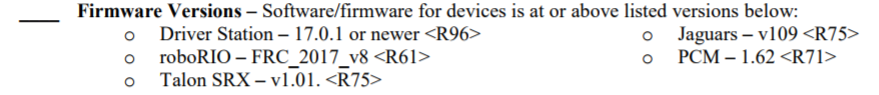 ____ Firmware Versions – Software/firmware for devices is at or above listed versions below:
o Driver Station – 17.0.1 or newer <R96>
o roboRIO – FRC_2017_v8 <R61>
o Talon SRX – v1.01. <R75>
o Jaguars – v109 <R75>
o PCM – 1.62 <R71>